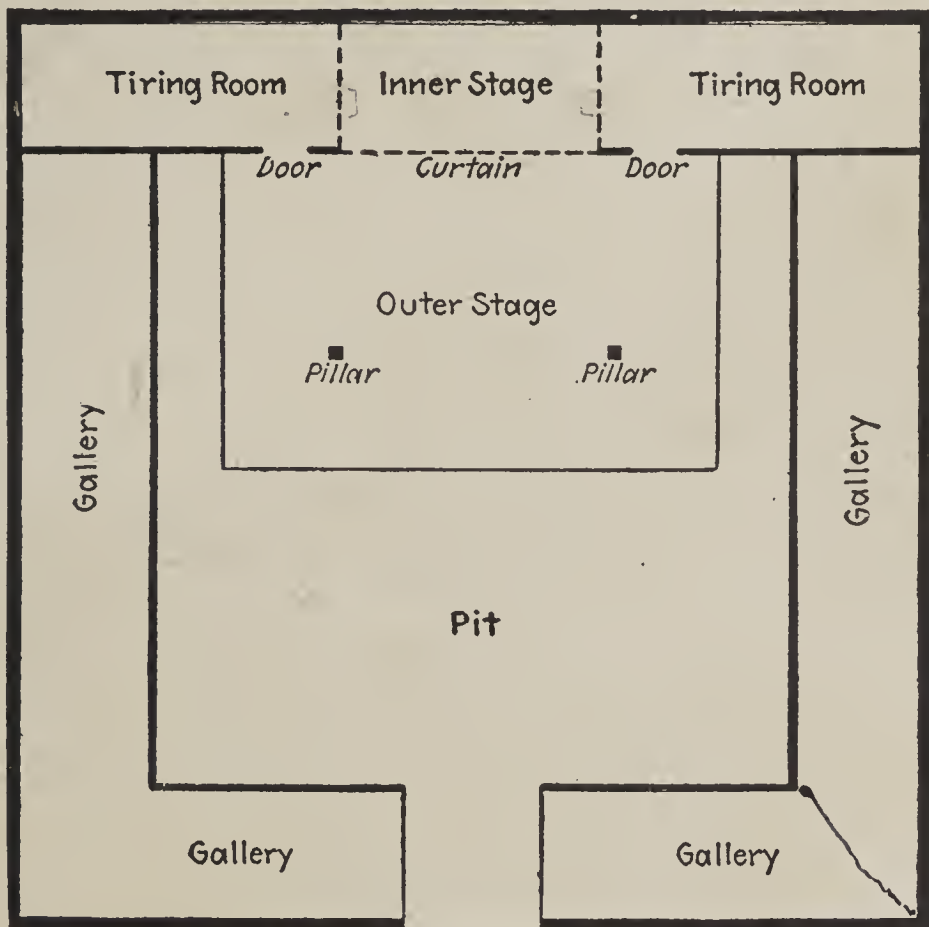 Tiring Room
Inner Stage
Tiring Room
Door
Curtain
Door
Outer Stage
Pillar
Pillar
Gallery
Gallery
Pit
Gallery
Gallery